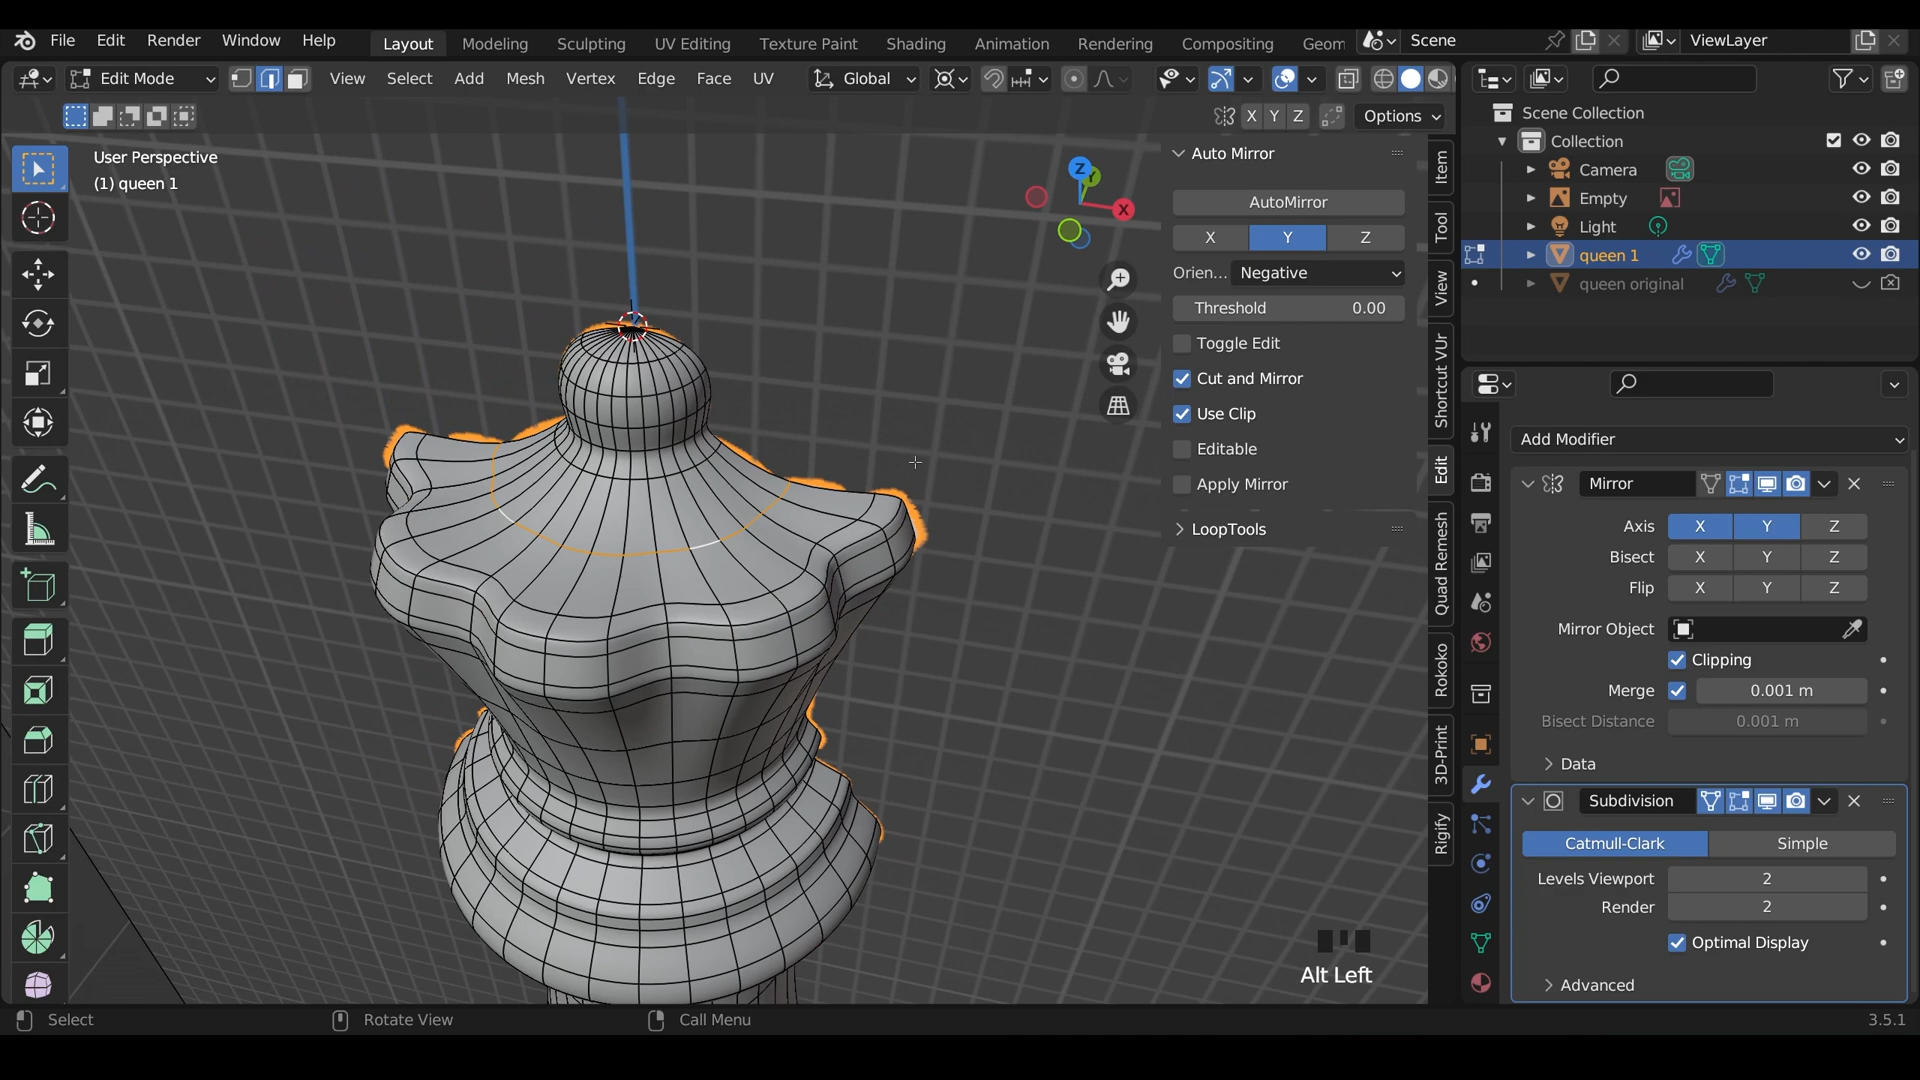 File Edit Render Window Help Layout Modeling Sculpting UV Editing Texture Paint Shading Animation Rendering Compositing Geom Scene ViewLayer
Edit Mode View Select Add Mesh Vertex Edge Face UV Global
X Y Z Options
User Perspective
(1) queen 1
Z
Y
X
Auto Mirror
AutoMirror
X Y Z
Orien... Negative
Threshold 0.00
Toggle Edit
Cut and Mirror
Use Clip
Editable
Apply Mirror
LoopTools
Item
Tool
View
Shortcut VUr
Edit
Quad Remesh
Rokoko
3D-Print
Rigify
Alt Left
Scene Collection
Collection
Camera
Empty
Light
queen 1
queen original
Add Modifier
Mirror
Axis X Y Z
Bisect X Y Z
Flip X Y Z
Mirror Object
Clipping
Merge 0.001 m
Bisect Distance 0.001 m
Data
Subdivision
Catmull-Clark Simple
Levels Viewport 2
Render 2
Optimal Display
Advanced
Select Rotate View Call Menu 3.5.1